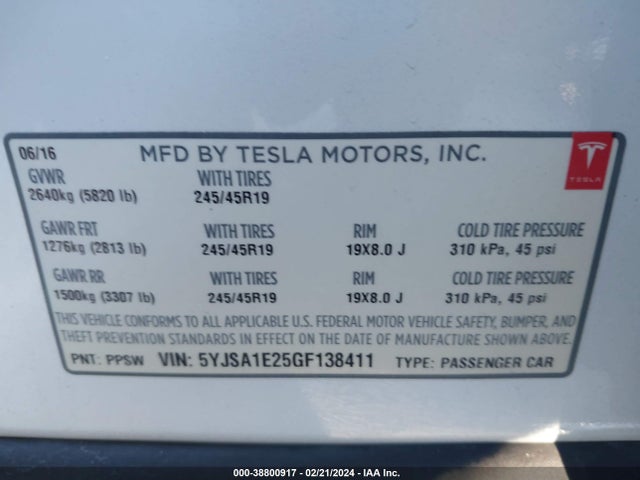 06/16 MFD BY TESLA MOTORS, INC.
TESLA
GVWR WITH TIRES
2640kg (5820 lb) 245/45R19
GAWR FRT WITH TIRES RIM COLD TIRE PRESSURE
1276kg (2813 lb) 245/45R19 19X8.0 J 310 kPa, 45 psi
GAWR RR WITH TIRES RIM COLD TIRE PRESSURE
1500kg (3307 lb) 245/45R19 19X8.0 J 310 kPa, 45 psi
THIS VEHICLE CONFORMS TO ALL APPLICABLE U.S. FEDERAL MOTOR VEHICLE SAFETY, BUMPER, AND
THEFT PREVENTION STANDARDS IN EFFECT ON THE DATE OF MANUFACTURE SHOWN ABOVE.
PNT: PPSW VIN: 5YJSA1E25GF138411 TYPE: PASSENGER CAR
000-38800917 - 02/21/2024 - IAA Inc.